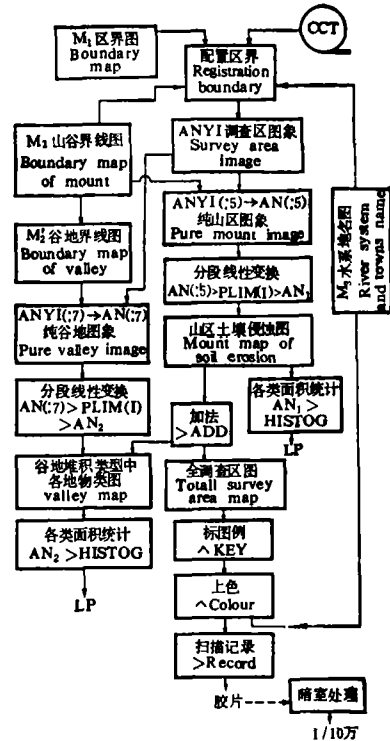 M₁区界图
Boundary
map
CCT
配置区界
Registration
boundary
M₂山谷界线图
Boundary map
of mount
ANYI调查区图象
Survey area
image
M₂′谷地界线图
Boundary map
of valley
ANYI(:5)→AN(:5)
纯山区图象
Pure mount image
M₃水系地名图
River system
and towns name
ANYI(:7)→AN(:7)
纯谷地图象
Pure valley image
分段线性变换
AN(:5)>PLIM(I)>AN₁
山区土壤侵蚀图
Mount map of
soil erosion
分段线性变换
AN(:7)>PLIM(I)
>AN₂
加法
>ADD
各类面积统计
AN₁>
HISTOG
LP
谷地堆积类型中
各地物类图
valley map
全调查区图
Totall survey
area map
各类面积统计
AN₂>HISTOG
LP
标图例
^KEY
上色
^Colour
扫描记录
>Record
胶片
暗室处理
1/10万